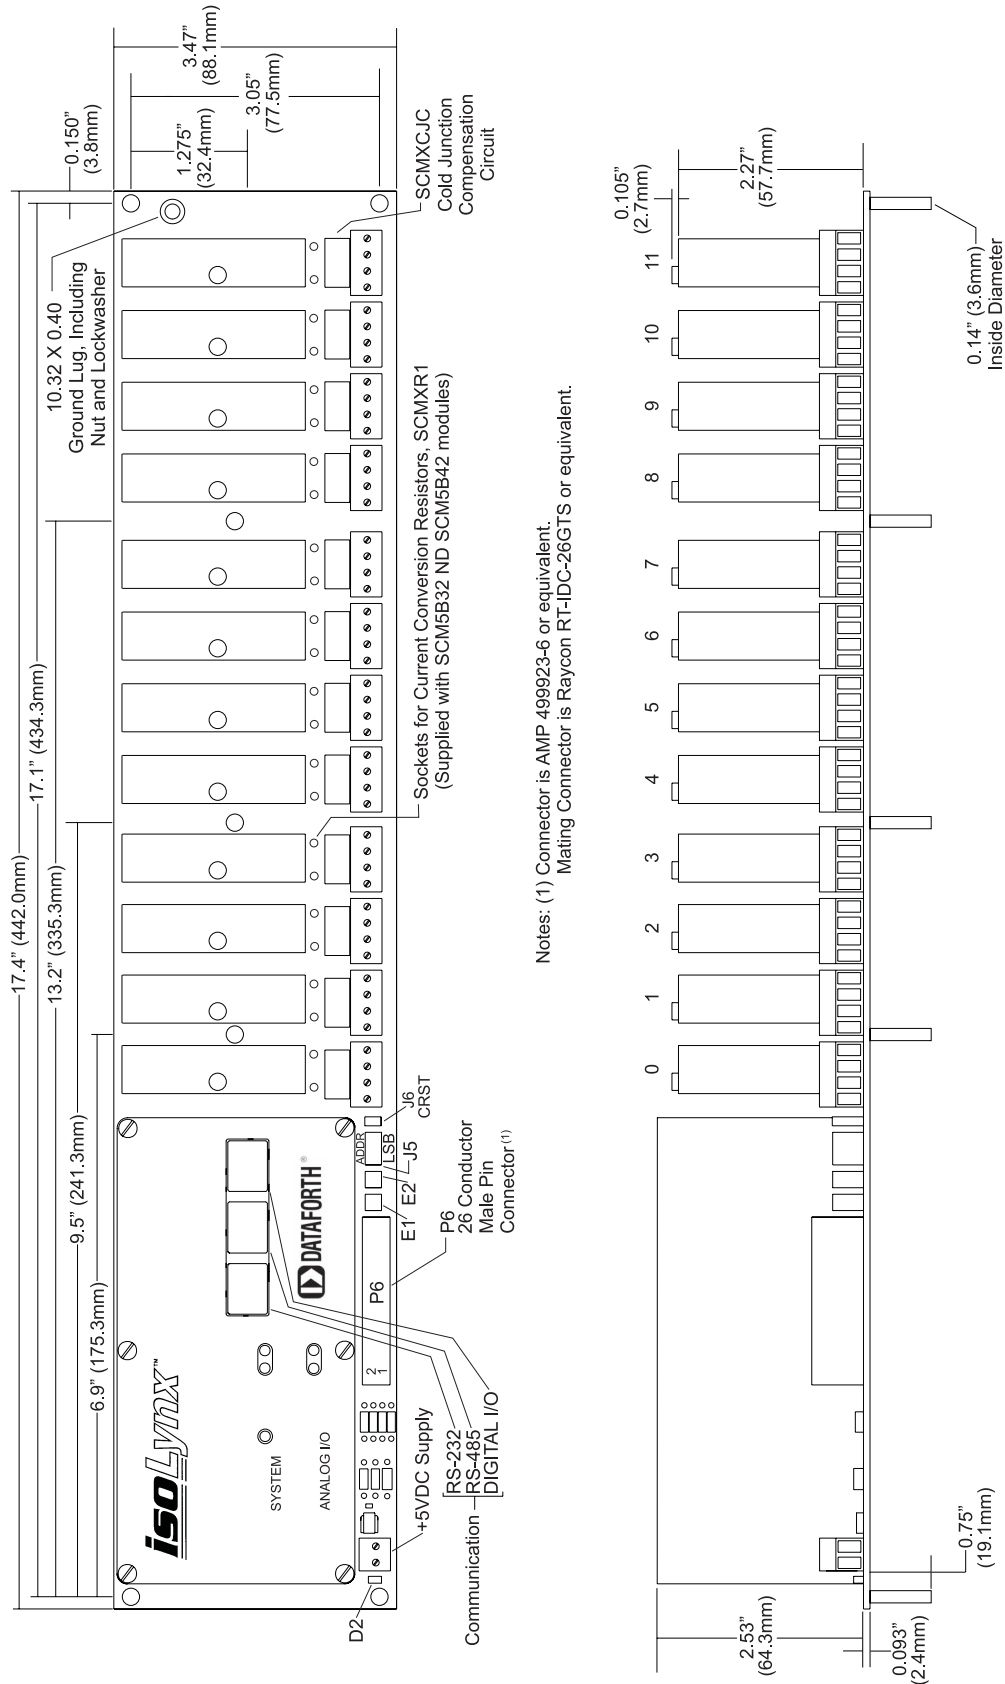 17.4” (442.0mm)
17.1” (434.3mm)
13.2” (335.3mm)
9.5” (241.3mm)
6.9” (175.3mm)
0.150”
(3.8mm)
3.47”
(88.1mm)
3.05”
(77.5mm)
1.275”
(32.4mm)
10.32 X 0.40
Ground Lug, Including
Nut and Lockwasher
SCMXCJC
Cold Junction
Compensation
Circuit
Sockets for Current Conversion Resistors, SCMXR1
(Supplied with SCM5B32 ND SCM5B42 modules)
isoLynx™
SYSTEM
ANALOG I/O
DATAFORTH®
D2
+5VDC Supply
Communication
RS-232
RS-485
DIGITAL I/O
2
1
P6
P6
26 Conductor
Male Pin
Connector(1)
E1
E2
J5
ADDR
LSB
J6
CRST
Notes: (1) Connector is AMP 499923-6 or equivalent.
Mating Connector is Raycon RT-IDC-26GTS or equivalent.
0 1 2 3 4 5 6 7 8 9 10 11
0.105”
(2.7mm)
2.27”
(57.7mm)
0.14” (3.6mm)
Inside Diameter
2.53”
(64.3mm)
0.093”
(2.4mm)
0.75”
(19.1mm)